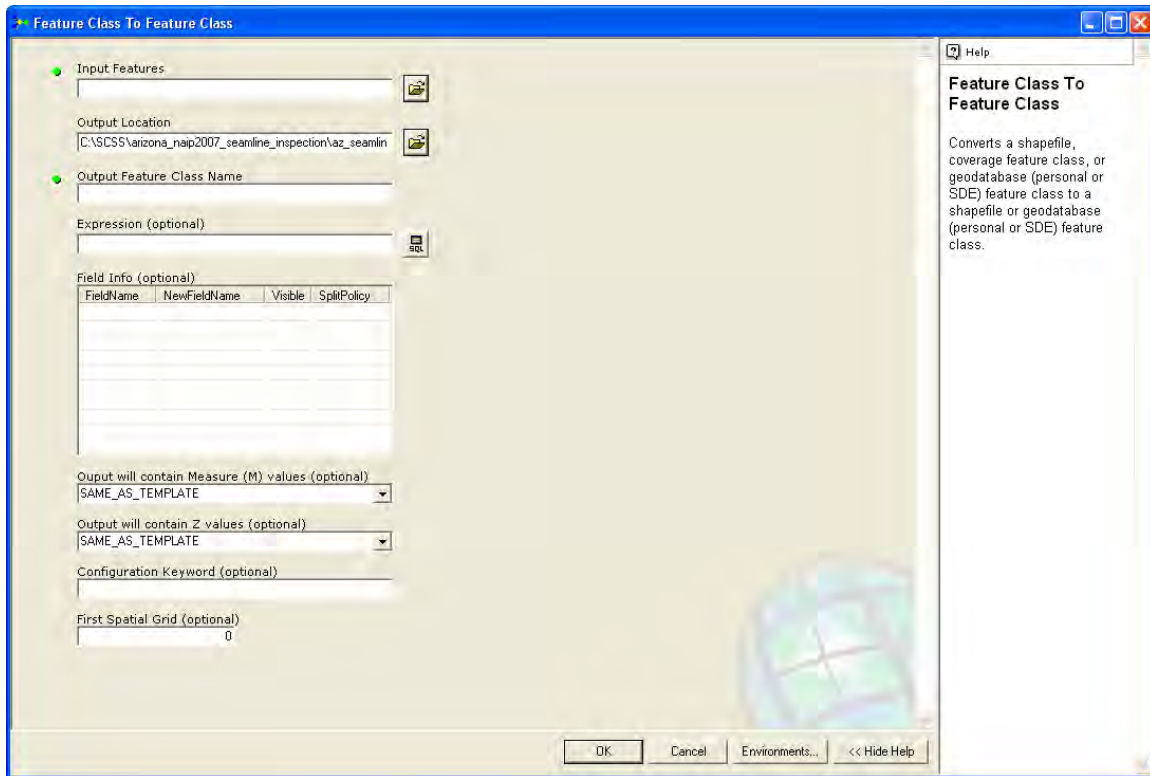 Feature Class To Feature Class
Input Features
Output Location
C:\SCSS\arizona_naip2007_seamline_inspection\az_seamlin
Output Feature Class Name
Expression (optional)
SQL
Field Info (optional)
FieldName NewFieldName Visible SplitPolicy
Ouput will contain Measure (M) values (optional)
SAME_AS_TEMPLATE
Output will contain Z values (optional)
SAME_AS_TEMPLATE
Configuration Keyword (optional)
First Spatial Grid (optional)
0
OK Cancel Environments... << Hide Help
Help
Feature Class To
Feature Class
Converts a shapefile,
coverage feature class, or
geodatabase (personal or
SDE) feature class to a
shapefile or geodatabase
(personal or SDE) feature
class.